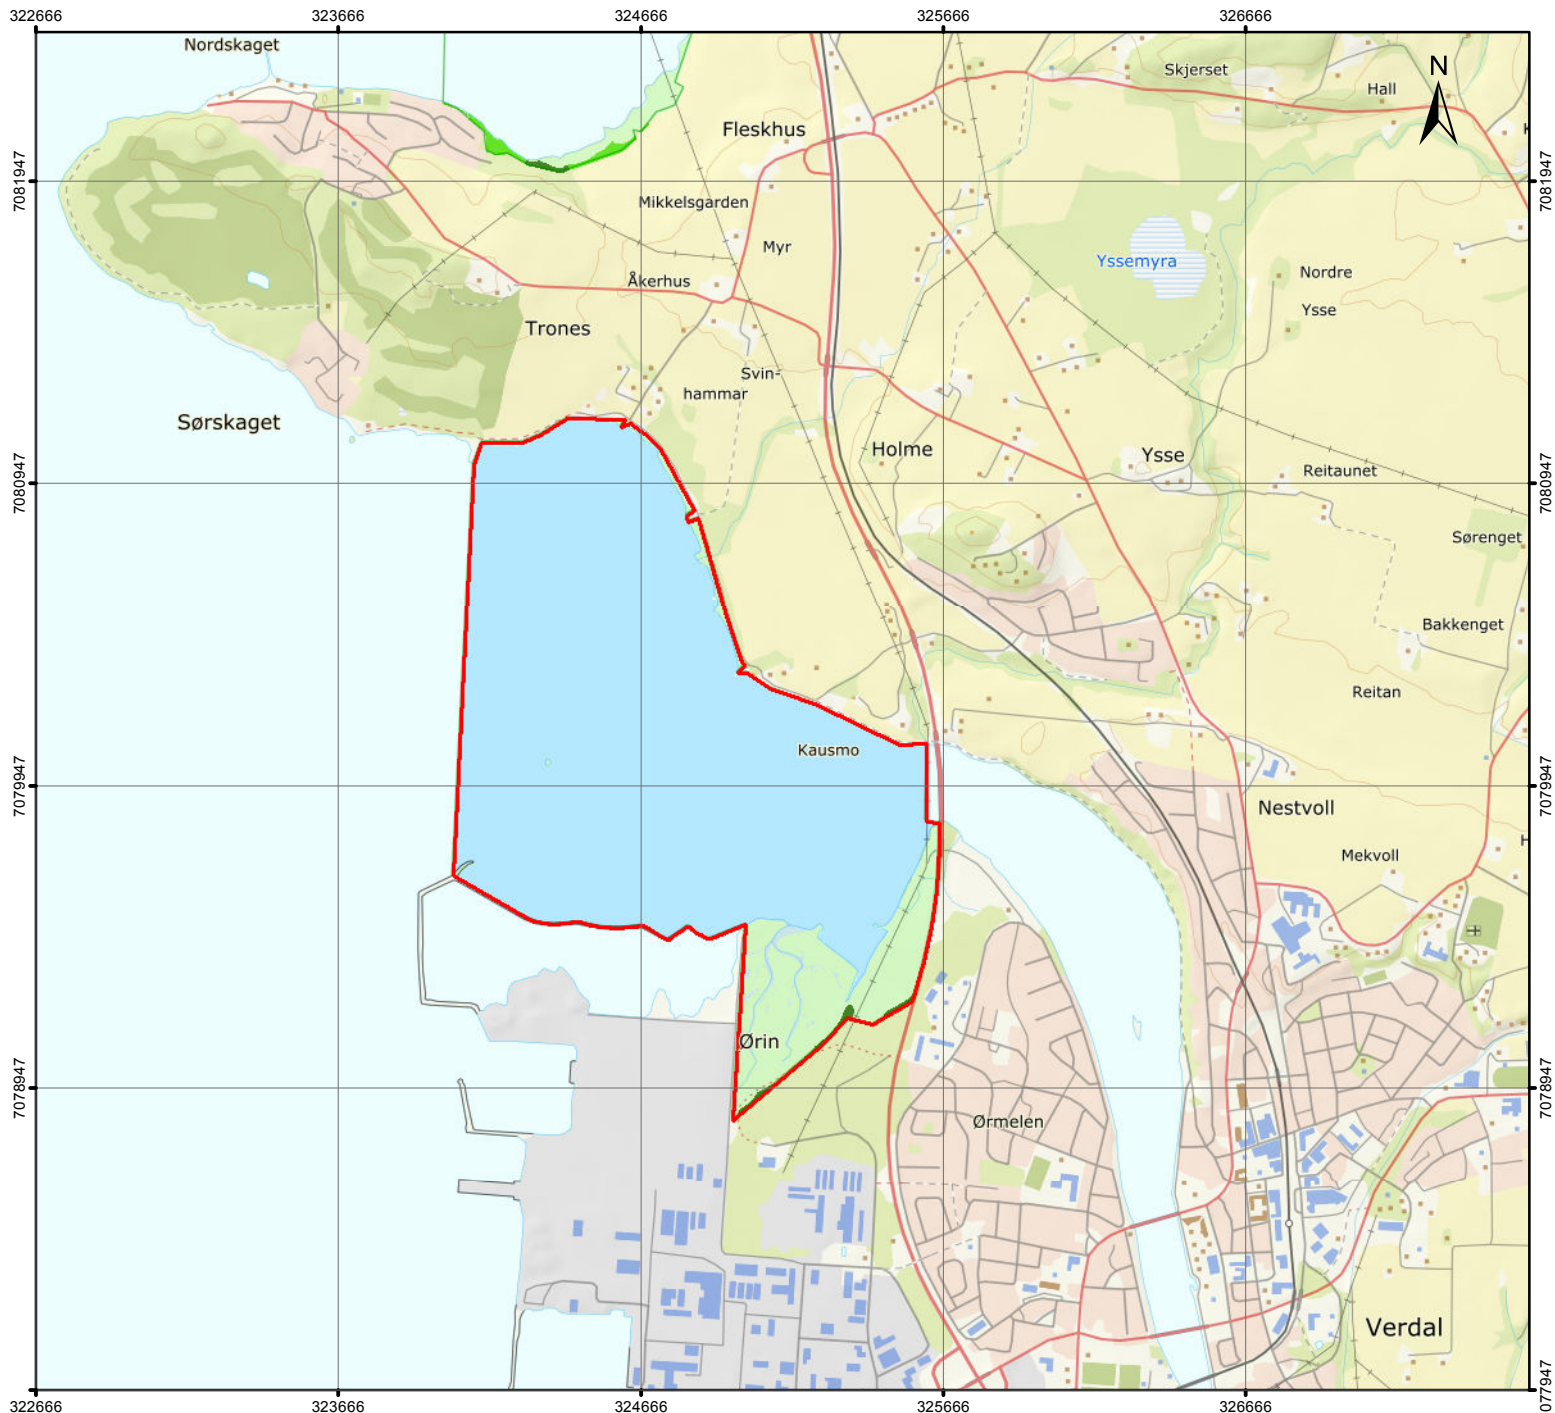 322666 323666 324666 325666 326666
Nordskaget
N
Skjerset
Hall
Fleskhus
7081947
7081947
Mikkelsgarden
Myr
Yssemyra
Nordre
Ysse
Åkerhus
Trones
Svin-
hammar
Sørskaget
Holme
Ysse
Reitaunet
7080947
7080947
Sørenget
Bakkenget
Reitan
Kausmo
7079947
7079947
Nestvoll
Mekvoll
Ørin
7078947
7078947
Ørmelen
Verdal
077947
322666 323666 324666 325666 326666